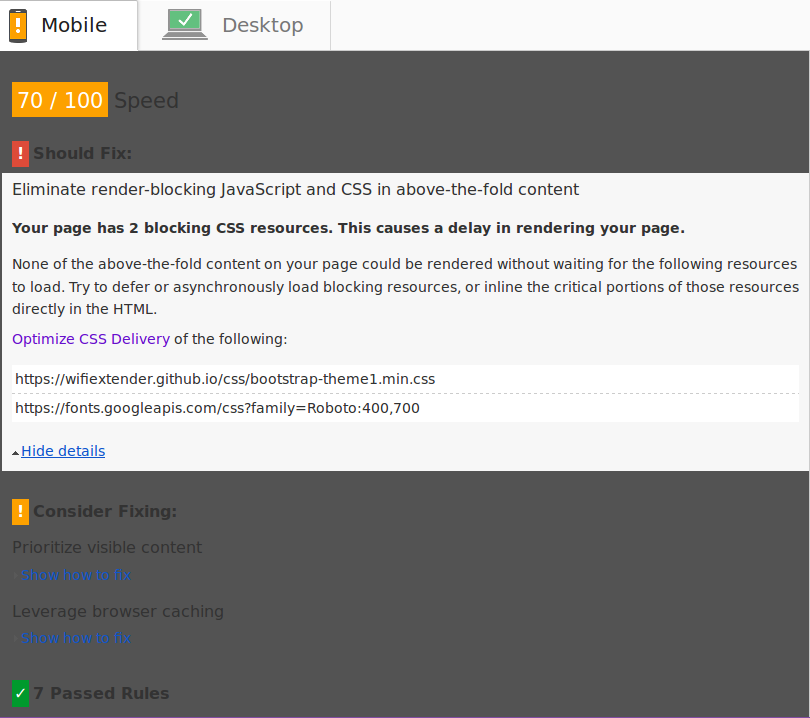 Mobile
Desktop
70 / 100 Speed
! Should Fix:
Eliminate render-blocking JavaScript and CSS in above-the-fold content
Your page has 2 blocking CSS resources. This causes a delay in rendering your page.
None of the above-the-fold content on your page could be rendered without waiting for the following resources
to load. Try to defer or asynchronously load blocking resources, or inline the critical portions of those resources
directly in the HTML.
Optimize CSS Delivery of the following:
https://wifiextender.github.io/css/bootstrap-theme1.min.css
https://fonts.googleapis.com/css?family=Roboto:400,700
Hide details
! Consider Fixing:
Prioritize visible content
Show how to fix
Leverage browser caching
Show how to fix
✓ 7 Passed Rules